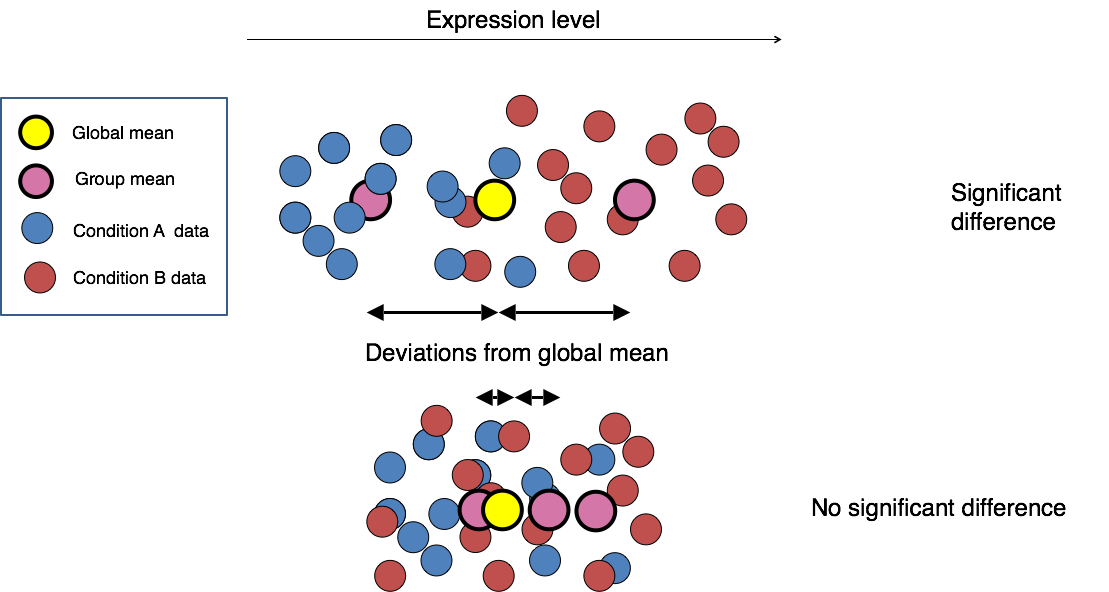 Expression level
Global mean
Group mean
Condition A data
Condition B data
Significant
difference
Deviations from global mean
No significant difference